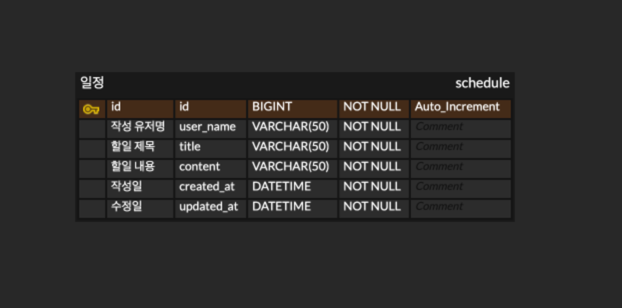 일정 schedule
id id BIGINT NOT NULL Auto_Increment
작성 유저명 user_name VARCHAR(50) NOT NULL Comment
할일 제목 title VARCHAR(50) NOT NULL Comment
할일 내용 content VARCHAR(50) NOT NULL Comment
작성일 created_at DATETIME NOT NULL Comment
수정일 updated_at DATETIME NOT NULL Comment